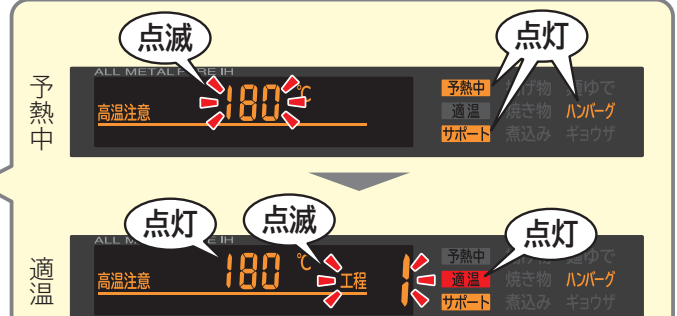 点滅
点灯
予熱中
ALL METAL RE IH
高温注意
180℃
予熱中 げ物 ゆで
適温 焼き物 ハンバーグ
サポート 煮込み ギョウザ
点灯
点滅
点灯
適温
ALL M E IH
高温注意
180℃
工程 1
予熱中 ゆで
適温 焼き物 ハンバーグ
サポート 煮込み ギョウザ